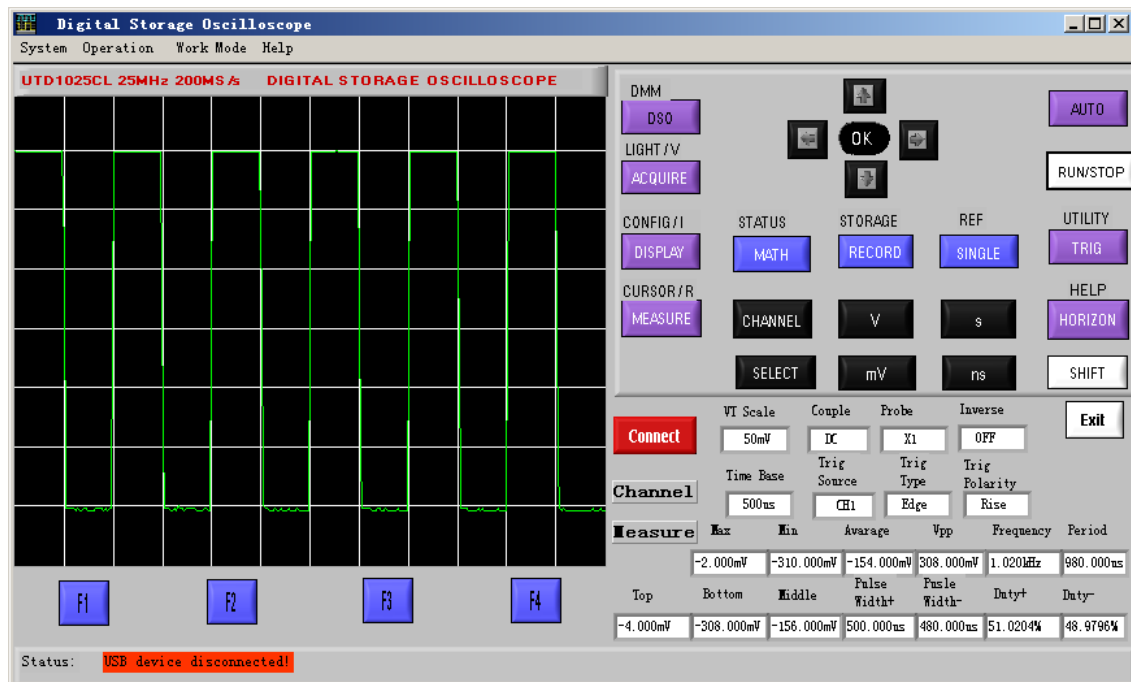 Digital Storage Oscilloscope
System Operation Work Mode Help
UTD1025CL 25MHz 200MS/s DIGITAL STORAGE OSCILLOSCOPE
DMM
DSO
OK
AUTO
LIGHT/V
ACQUIRE
RUN/STOP
CONFIG/I STATUS STORAGE REF UTILITY
DISPLAY MATH RECORD SINGLE TRIG
CURSOR/R HELP
MEASURE CHANNEL V s HORIZON
SELECT mV ns SHIFT
VT Scale Couple Probe Inverse
Connect 50mV DC X1 OFF Exit
Time Base Trig Source Trig Type Trig Polarity
Channel 500us CH1 Edge Rise
Measure Max Min Avarage Vpp Frequency Period
-2.000mV -310.000mV -154.000mV 308.000mV 1.020kHz 980.000us
Top Bottom Middle Pulse Width+ Pusle Width- Duty+ Duty-
-4.000mV -308.000mV -156.000mV 500.000us 480.000us 51.0204% 48.9796%
F1 F2 F3 F4
Status: USB device disconnected!